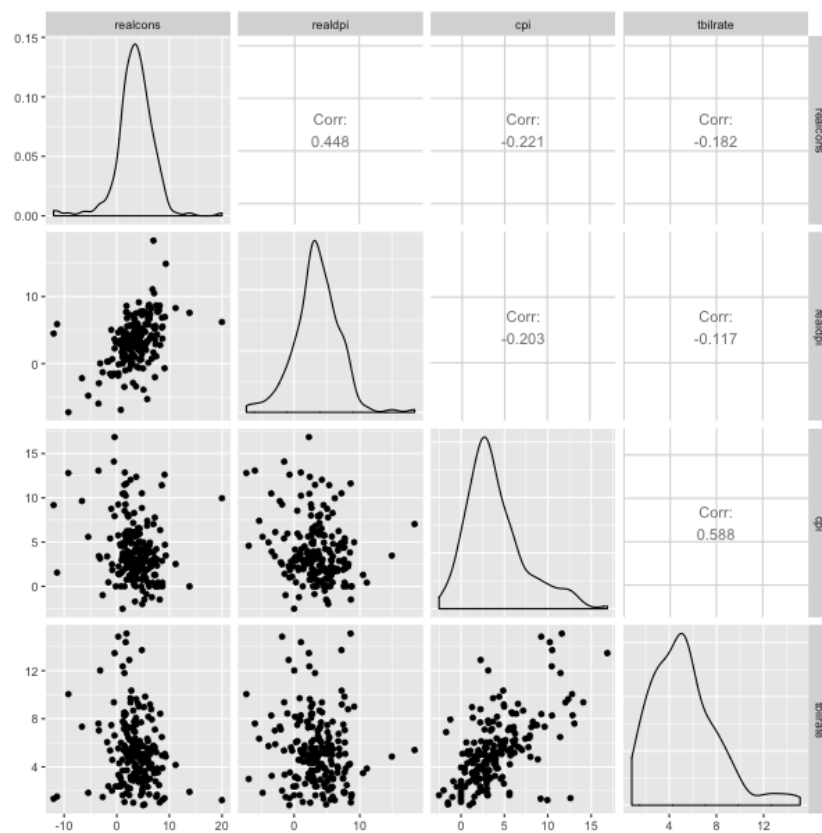 realcons
realdpi
cpi
tbilrate
0.15
0.10
0.05
0.00
Corr:
0.448
Corr:
-0.221
Corr:
-0.182
realcons
10
0
Corr:
-0.203
Corr:
-0.117
realdpi
15
10
5
0
Corr:
0.588
cpi
12
8
4
tbilrate
-10
0
10
20
0
10
0
5
10
15
4
8
12